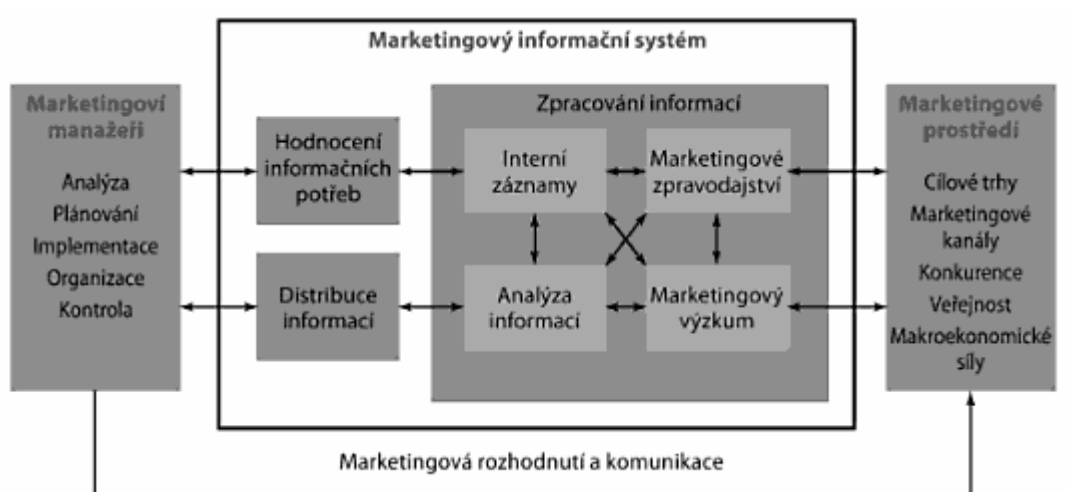 Marketingový informační systém
Marketingoví
manažeři
Analýza
Plánování
Implementace
Organizace
Kontrola
Hodnocení
informačních
potřeb
Distribuce
informací
Zpracování informací
Interní
záznamy
Marketingové
zpravodajství
Analýza
informací
Marketingový
výzkum
Marketingové
prostředí
Cílové trhy
Marketingové
kanály
Konkurence
Veřejnost
Makroekonomické
síly
Marketingová rozhodnutí a komunikace